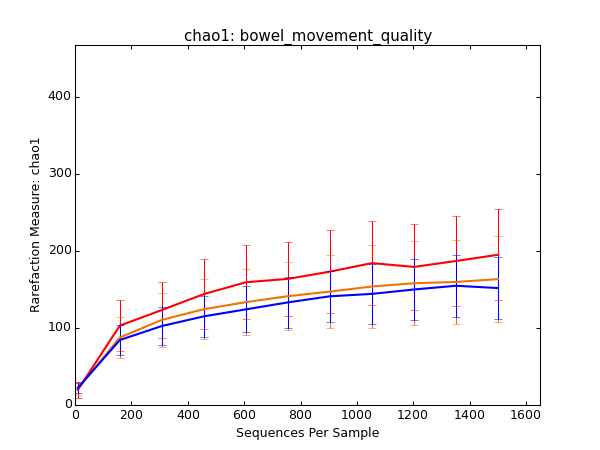 chao1: bowel_movement_quality
400
300
200
100
0
Rarefaction Measure: chao1
0 200 400 600 800 1000 1200 1400 1600
Sequences Per Sample